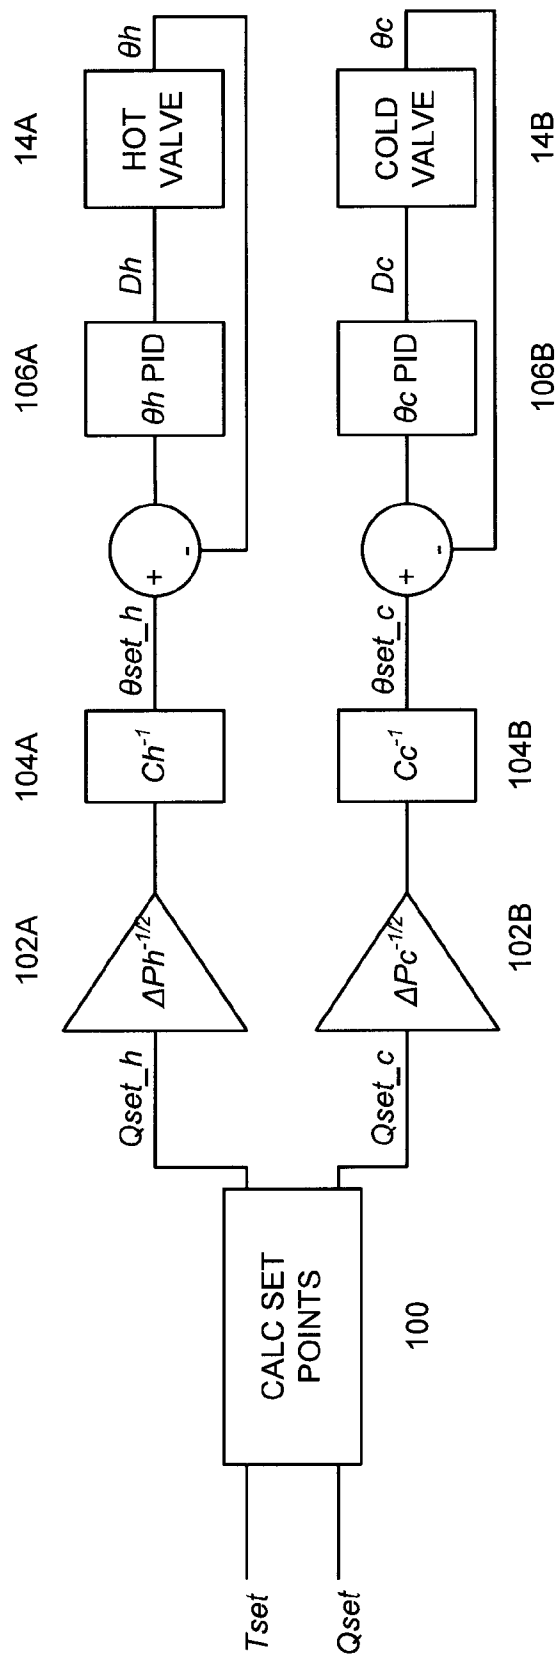 Tset
Qset
CALC SET
POINTS
100
Qset_h
ΔPh^-1/2
102A
Ch^-1
104A
θset_h
+
-
θh PID
106A
Dh
HOT
VALVE
14A
θh
Qset_c
ΔPc^-1/2
102B
Cc^-1
104B
θset_c
+
-
θc PID
106B
Dc
COLD
VALVE
14B
θc